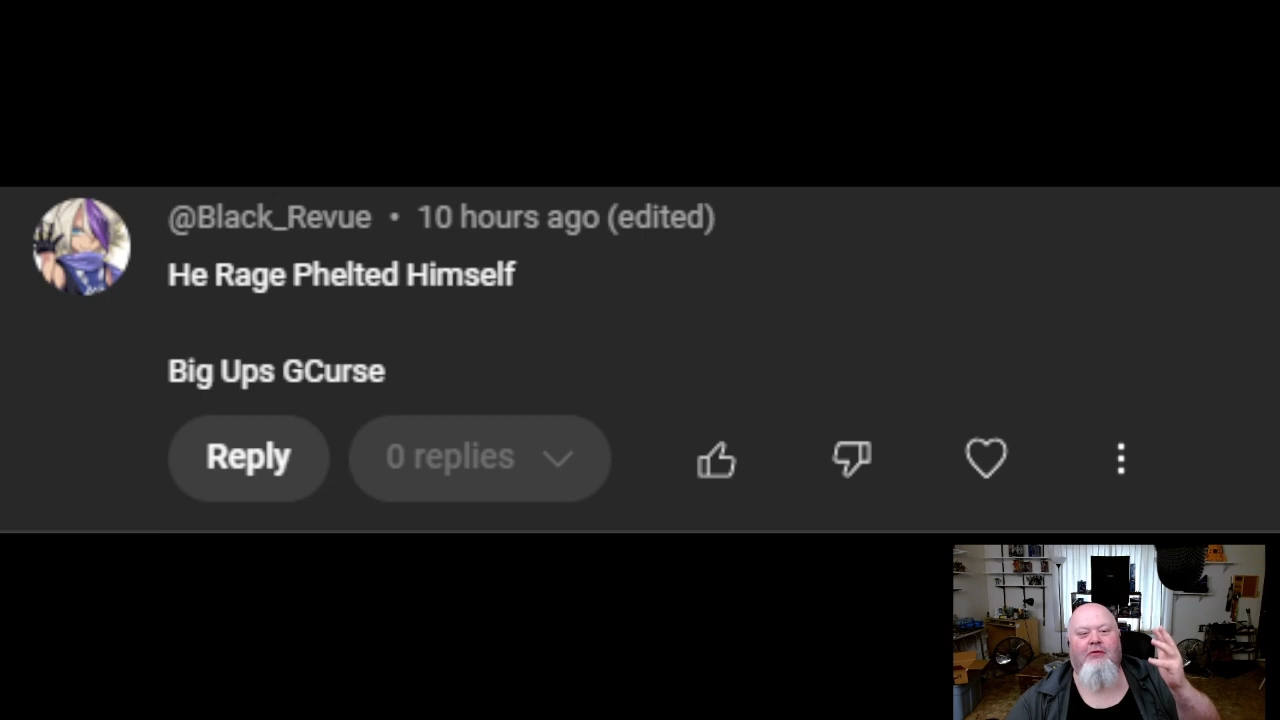 @Black_Revue • 10 hours ago (edited)
He Rage Phelted Himself
Big Ups GCurse
Reply
0 replies